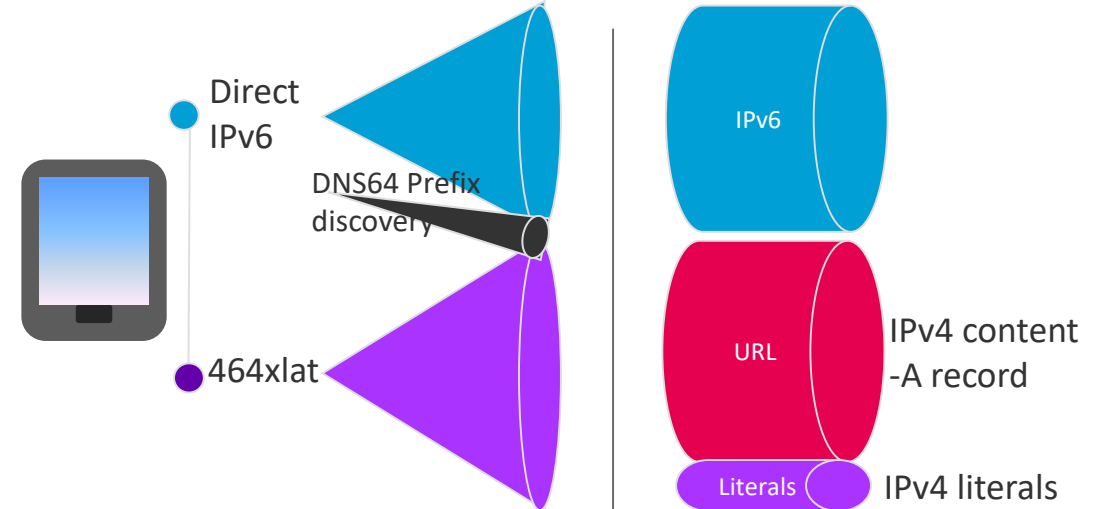 Direct
IPv6
DNS64 Prefix
discovery
464xlat
IPv6
URL
IPv4 content
-A record
Literals
IPv4 literals